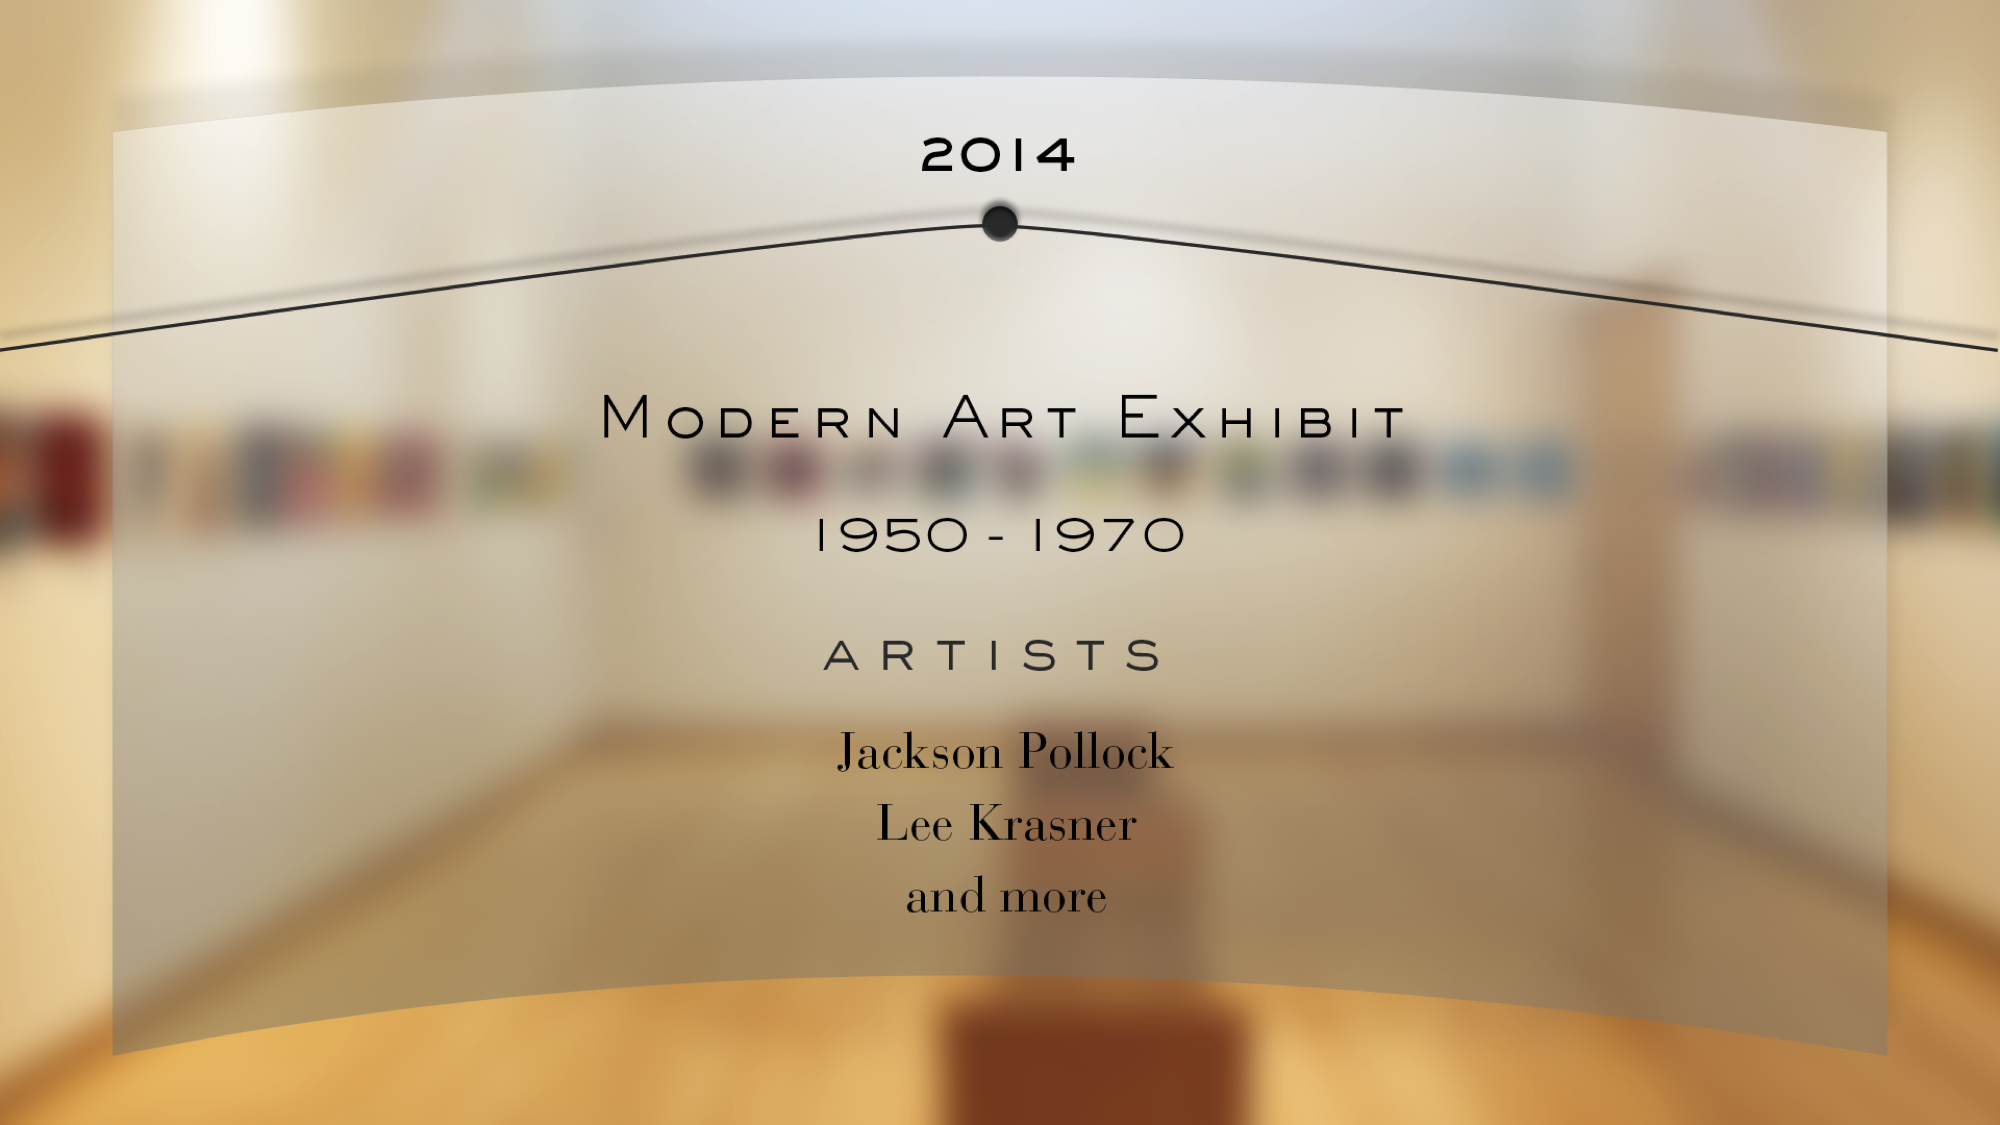 2014
Modern Art Exhibit
1950 - 1970
ARTISTS
Jackson Pollock
Lee Krasner
and more